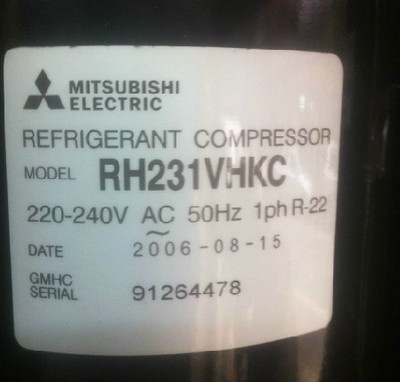 MITSUBISHI
ELECTRIC
REFRIGERANT COMPRESSOR
MODEL RH231VHKC
220-240V AC 50Hz 1ph R-22
DATE 2006-08-15
GMHC
SERIAL 91264478